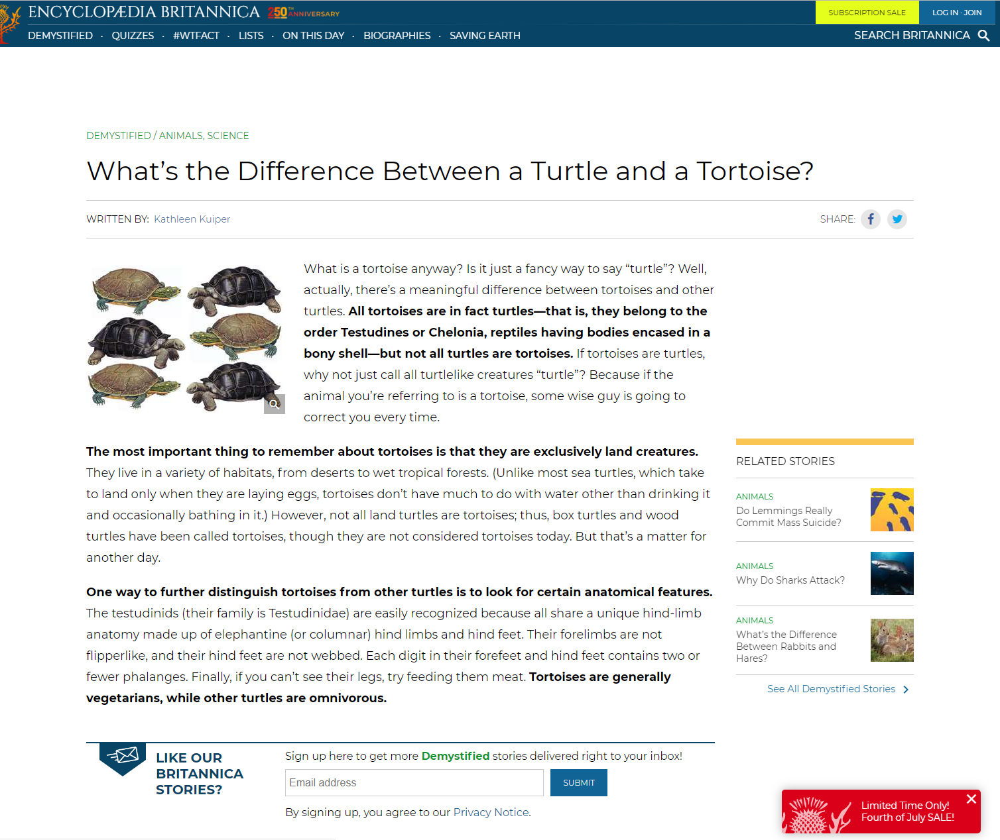 ENCYCLOPÆDIA BRITANNICA 250TH ANNIVERSARY
SUBSCRIPTION SALE
LOG IN · JOIN
DEMYSTIFIED · QUIZZES · #WTFACT · LISTS · ON THIS DAY · BIOGRAPHIES · SAVING EARTH
SEARCH BRITANNICA
DEMYSTIFIED / ANIMALS, SCIENCE
What’s the Difference Between a Turtle and a Tortoise?
WRITTEN BY: Kathleen Kuiper
SHARE:
What is a tortoise anyway? Is it just a fancy way to say “turtle”? Well,
actually, there’s a meaningful difference between tortoises and other
turtles. All tortoises are in fact turtles—that is, they belong to the
order Testudines or Chelonia, reptiles having bodies encased in a
bony shell—but not all turtles are tortoises. If tortoises are turtles,
why not just call all turtlelike creatures “turtle”? Because if the
animal you’re referring to is a tortoise, some wise guy is going to
correct you every time.
The most important thing to remember about tortoises is that they are exclusively land creatures.
They live in a variety of habitats, from deserts to wet tropical forests. (Unlike most sea turtles, which take
to land only when they are laying eggs, tortoises don’t have much to do with water other than drinking it
and occasionally bathing in it.) However, not all land turtles are tortoises; thus, box turtles and wood
turtles have been called tortoises, though they are not considered tortoises today. But that’s a matter for
another day.
One way to further distinguish tortoises from other turtles is to look for certain anatomical features.
The testudinids (their family is Testudinidae) are easily recognized because all share a unique hind-limb
anatomy made up of elephantine (or columnar) hind limbs and hind feet. Their forelimbs are not
flipperlike, and their hind feet are not webbed. Each digit in their forefeet and hind feet contains two or
fewer phalanges. Finally, if you can’t see their legs, try feeding them meat. Tortoises are generally
vegetarians, while other turtles are omnivorous.
RELATED STORIES
ANIMALS
Do Lemmings Really
Commit Mass Suicide?
ANIMALS
Why Do Sharks Attack?
ANIMALS
What’s the Difference
Between Rabbits and
Hares?
See All Demystified Stories
LIKE OUR
BRITANNICA
STORIES?
Sign up here to get more Demystified stories delivered right to your inbox!
Email address
SUBMIT
By signing up, you agree to our Privacy Notice.
Limited Time Only!
Fourth of July SALE!